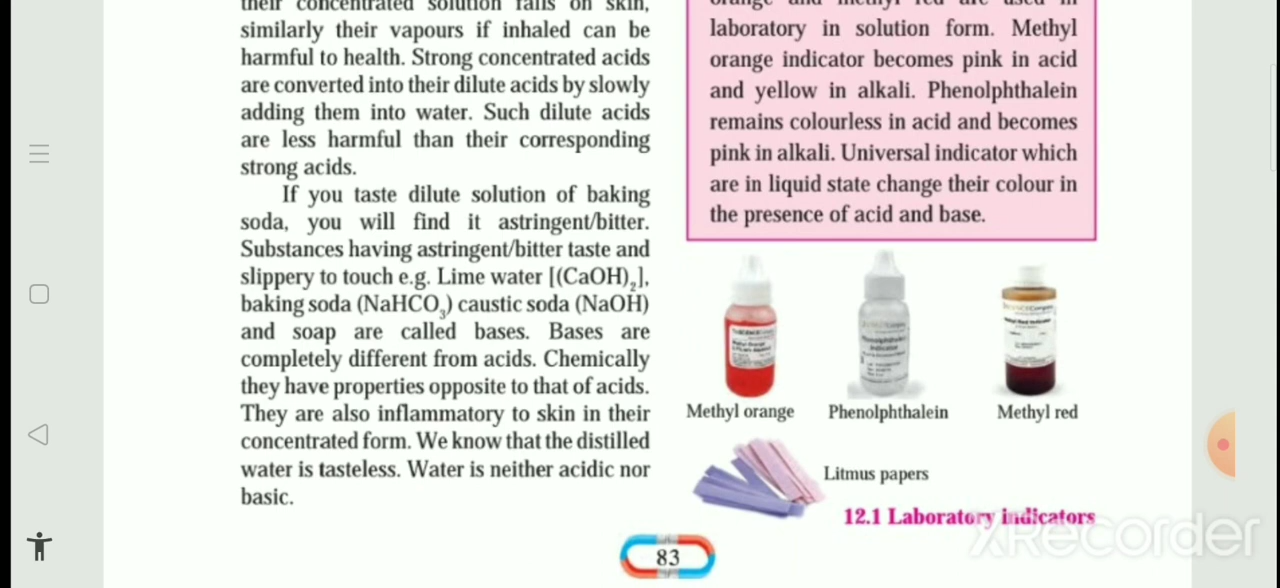 their concentrated solution falls on skin,
similarly their vapours if inhaled can be
harmful to health. Strong concentrated acids
are converted into their dilute acids by slowly
adding them into water. Such dilute acids
are less harmful than their corresponding
strong acids.
If you taste dilute solution of baking
soda, you will find it astringent/bitter.
Substances having astringent/bitter taste and
slippery to touch e.g. Lime water [(CaOH)₂],
baking soda (NaHCO₃) caustic soda (NaOH)
and soap are called bases. Bases are
completely different from acids. Chemically
they have properties opposite to that of acids.
They are also inflammatory to skin in their
concentrated form. We know that the distilled
water is tasteless. Water is neither acidic nor
basic.
orange and methyl red are used in
laboratory in solution form. Methyl
orange indicator becomes pink in acid
and yellow in alkali. Phenolphthalein
remains colourless in acid and becomes
pink in alkali. Universal indicator which
are in liquid state change their colour in
the presence of acid and base.
Methyl orange
Phenolphthalein
Methyl red
Litmus papers
12.1 Laboratory indicators
83
XRecorder